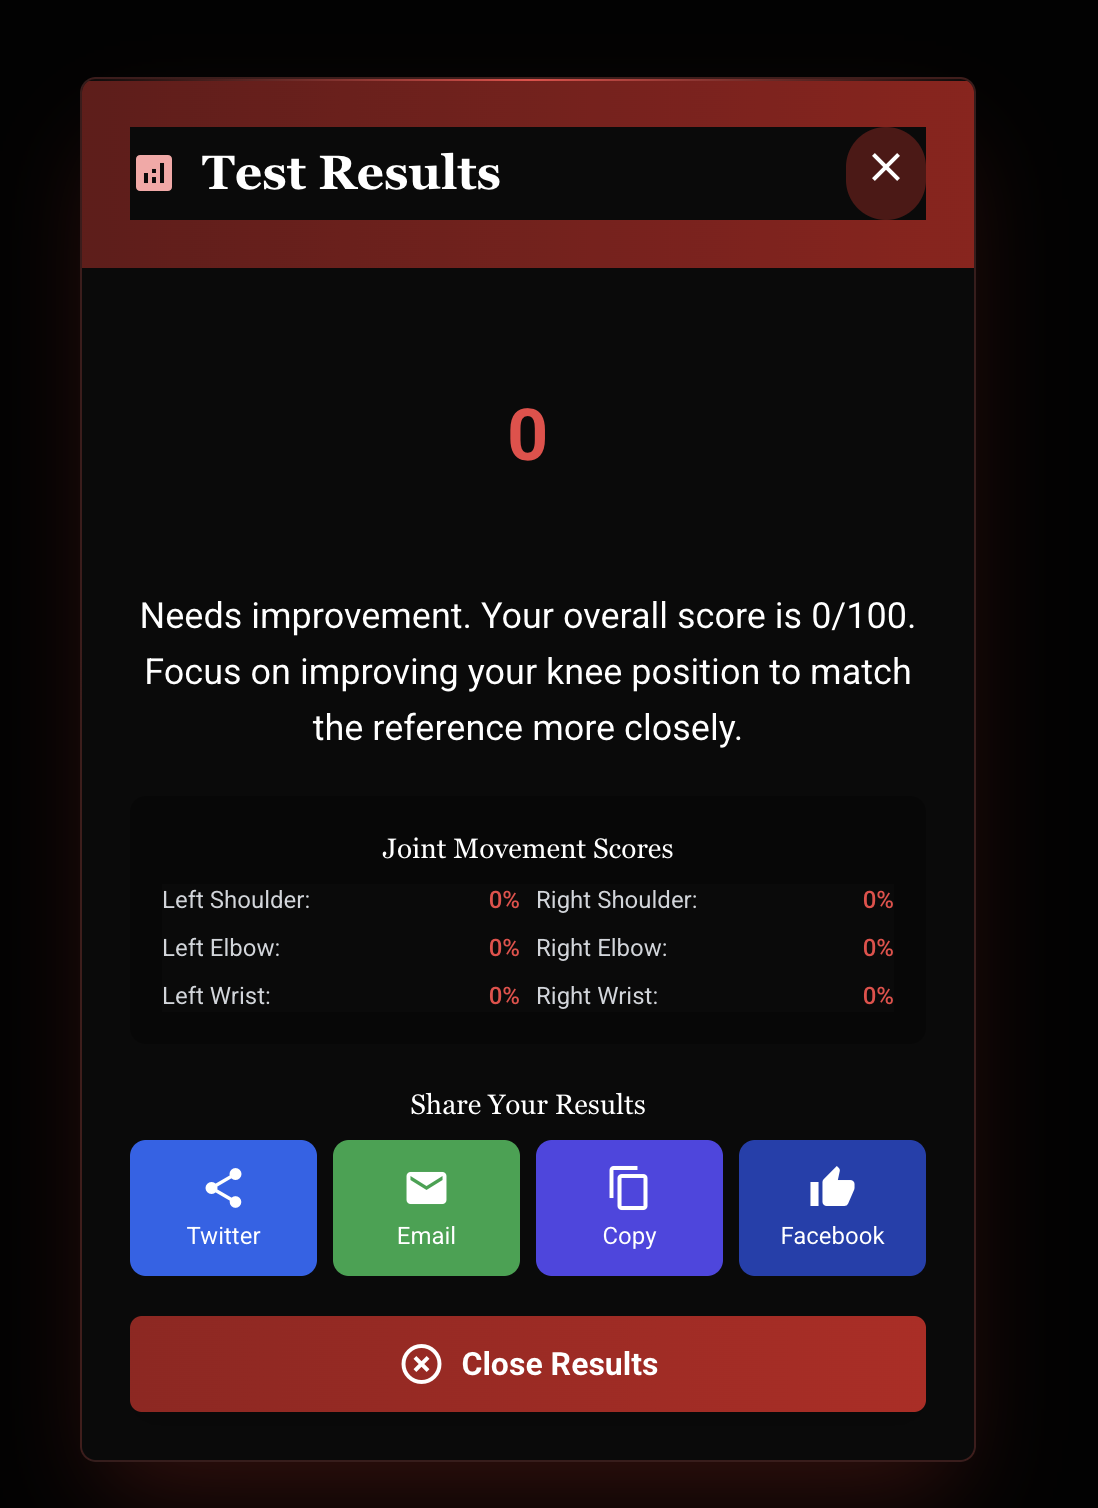 Test Results
0
Needs improvement. Your overall score is 0/100.
Focus on improving your knee position to match
the reference more closely.
Joint Movement Scores
Left Shoulder: 0% Right Shoulder: 0%
Left Elbow: 0% Right Elbow: 0%
Left Wrist: 0% Right Wrist: 0%
Share Your Results
Twitter Email Copy Facebook
Close Results